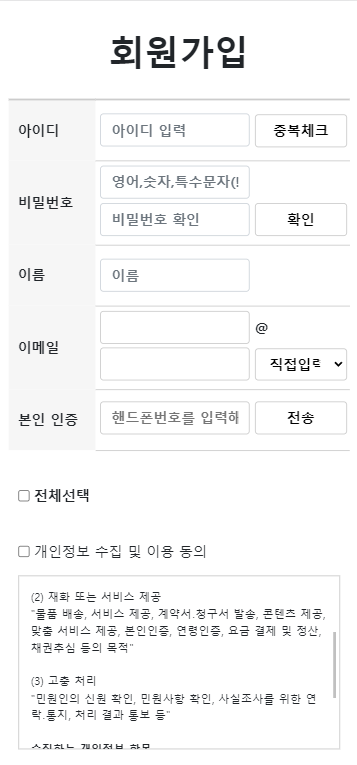 회원가입
아이디
아이디 입력
중복체크
비밀번호
영어,숫자,특수문자(!
비밀번호 확인
확인
이름
이름
이메일
@
직접입력
본인 인증
핸드폰번호를 입력해
전송
전체선택
개인정보 수집 및 이용 동의
(2) 재화 또는 서비스 제공
"물품 배송, 서비스 제공, 계약서.청구서 발송, 콘텐츠 제공,
맞춤 서비스 제공, 본인인증, 연령인증, 요금 결제 및 정산,
채권추심 등의 목적"
(3) 고충 처리
"민원인의 신원 확인, 민원사항 확인, 사실조사를 위한 연
락.통지, 처리 결과 통보 등"
수집하는 개인정보 항목